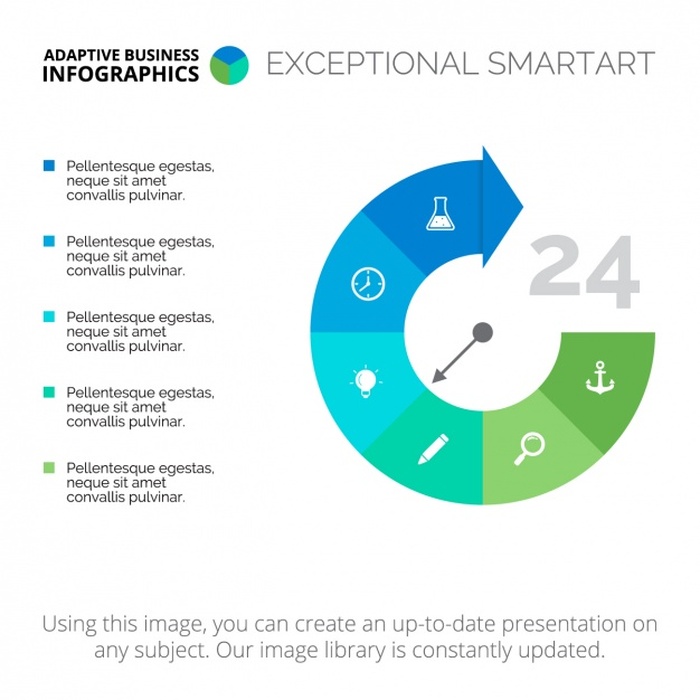 ADAPTIVE BUSINESS
INFOGRAPHICS
EXCEPTIONAL SMARTART
Pellentesque egestas,
neque sit amet
convallis pulvinar.
Pellentesque egestas,
neque sit amet
convallis pulvinar.
Pellentesque egestas,
neque sit amet
convallis pulvinar.
Pellentesque egestas,
neque sit amet
convallis pulvinar.
Pellentesque egestas,
neque sit amet
convallis pulvinar.
24
Using this image, you can create an up-to-date presentation on
any subject. Our image library is constantly updated.